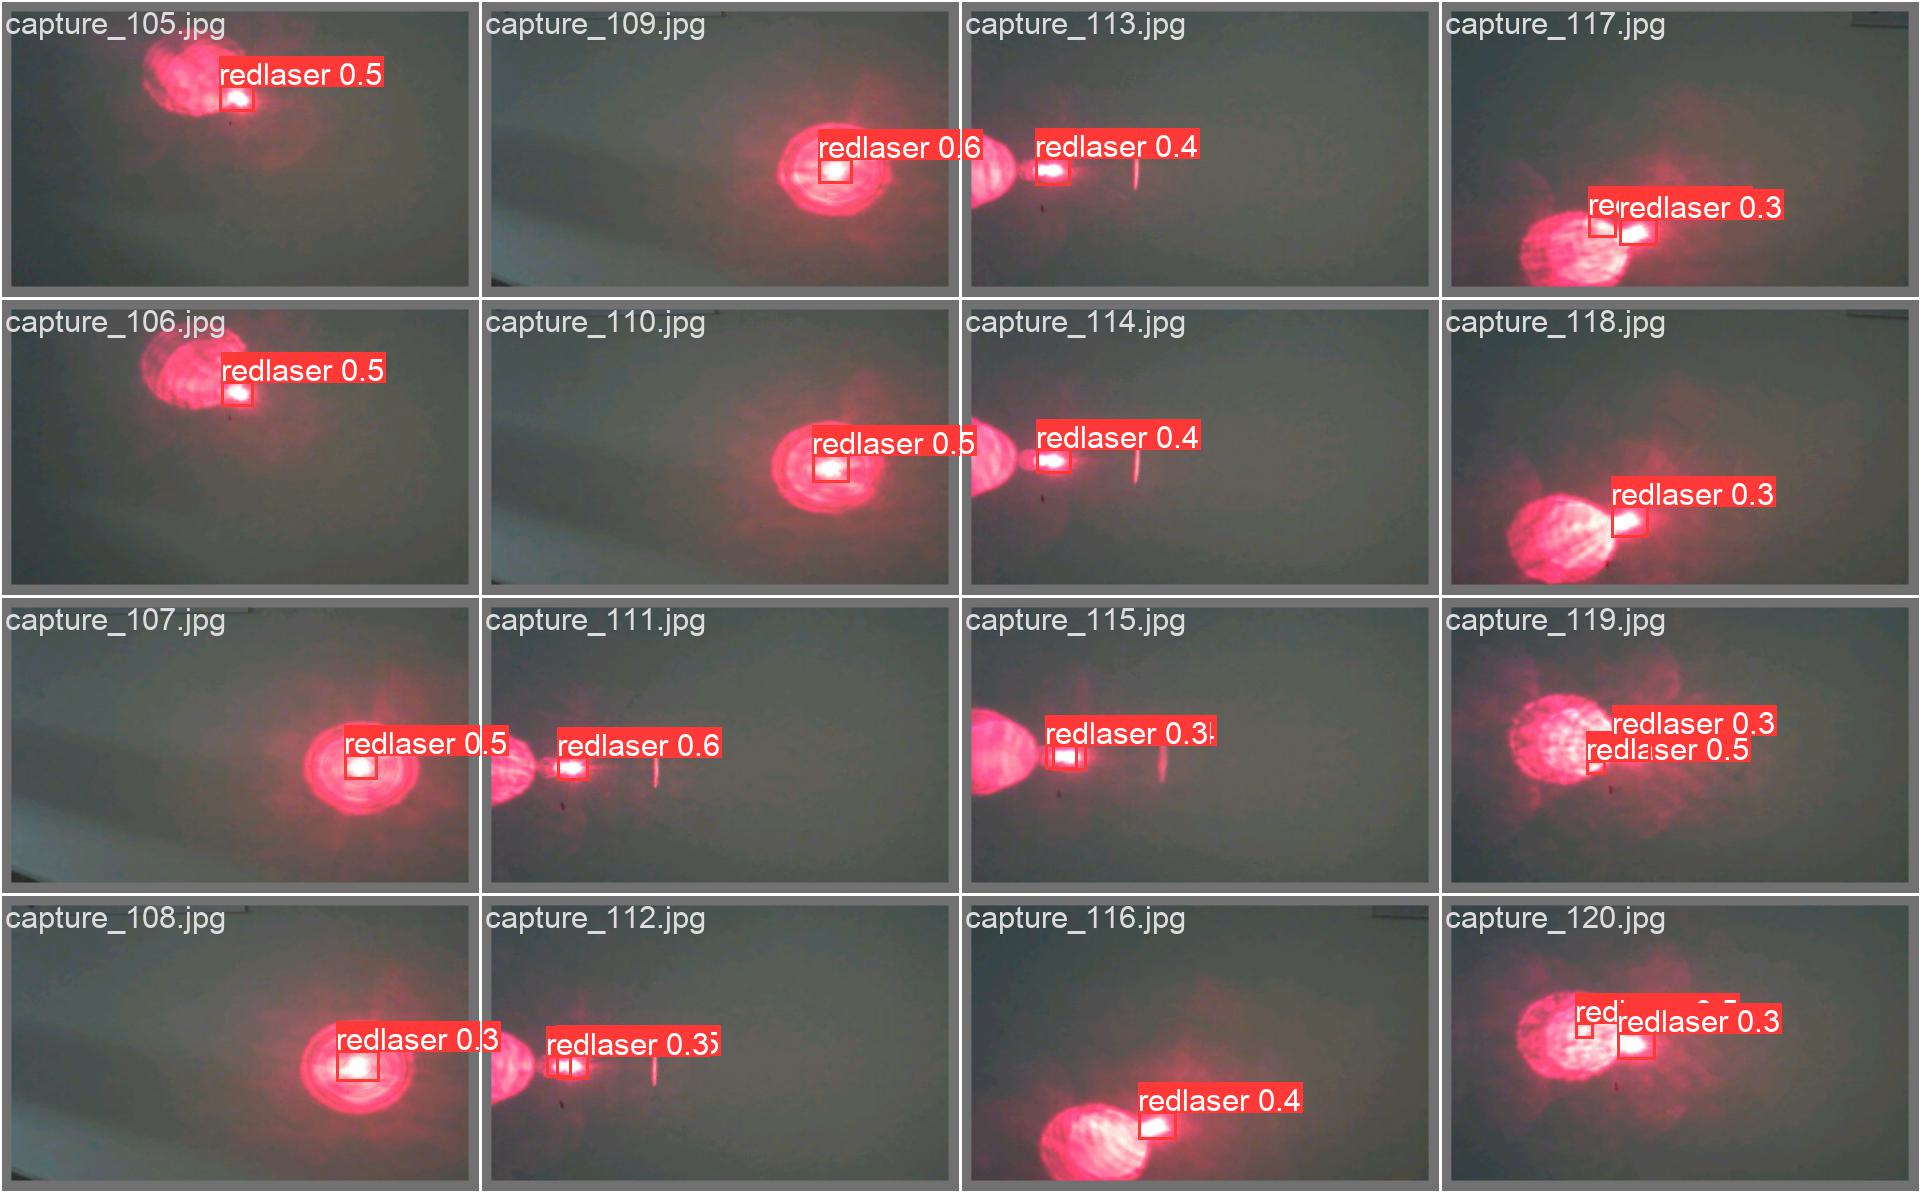 capture_105.jpg
redlaser 0.5
capture_109.jpg
redlaser 0.6
capture_113.jpg
redlaser 0.4
capture_117.jpg
redlaser 0.3
capture_106.jpg
redlaser 0.5
capture_110.jpg
redlaser 0.5
capture_114.jpg
redlaser 0.4
capture_118.jpg
redlaser 0.3
capture_107.jpg
redlaser 0.5
capture_111.jpg
redlaser 0.6
capture_115.jpg
redlaser 0.3
capture_119.jpg
redlaser 0.3
redlaser 0.5
capture_108.jpg
redlaser 0.3
capture_112.jpg
redlaser 0.3
capture_116.jpg
redlaser 0.4
capture_120.jpg
redlaser 0.3